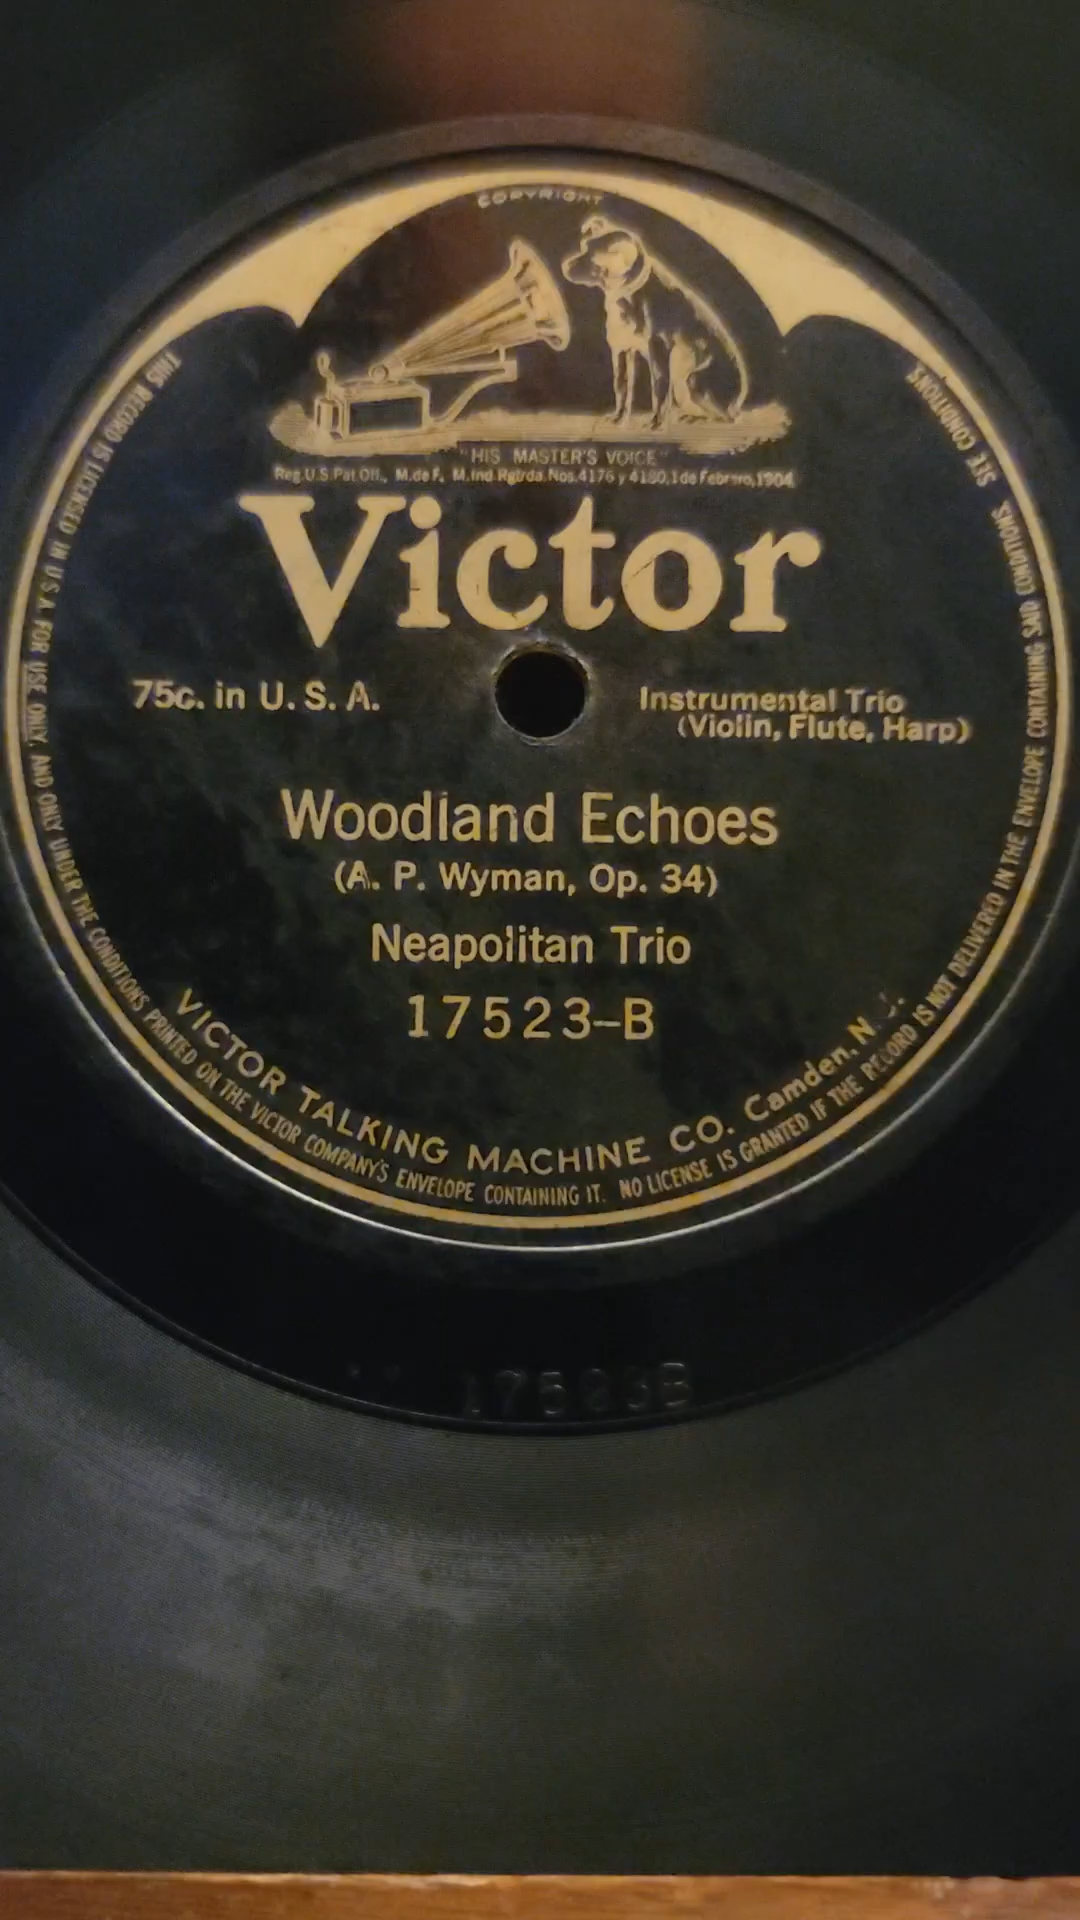 COPYRIGHT
"HIS MASTER'S VOICE"
Reg. U.S. Pat. Off., M. de F. M. Ind. Rgtrda. Nos. 4176 y 4180, 1 de Febrero, 1904
Victor
75c. in U. S. A.
Instrumental Trio
(Violin, Flute, Harp)
Woodland Echoes
(A. P. Wyman, Op. 34)
Neapolitan Trio
17523–B
VICTOR TALKING MACHINE CO. Camden, N. J.
THIS RECORD IS LICENSED IN U S A FOR USE ONLY, AND ONLY UNDER THE CONDITIONS PRINTED ON THE VICTOR COMPANY'S ENVELOPE CONTAINING IT. NO LICENSE IS GRANTED IF THE RECORD IS NOT DELIVERED IN THE ENVELOPE CONTAINING SAID CONDITIONS. SEE CONDITIONS
17523B